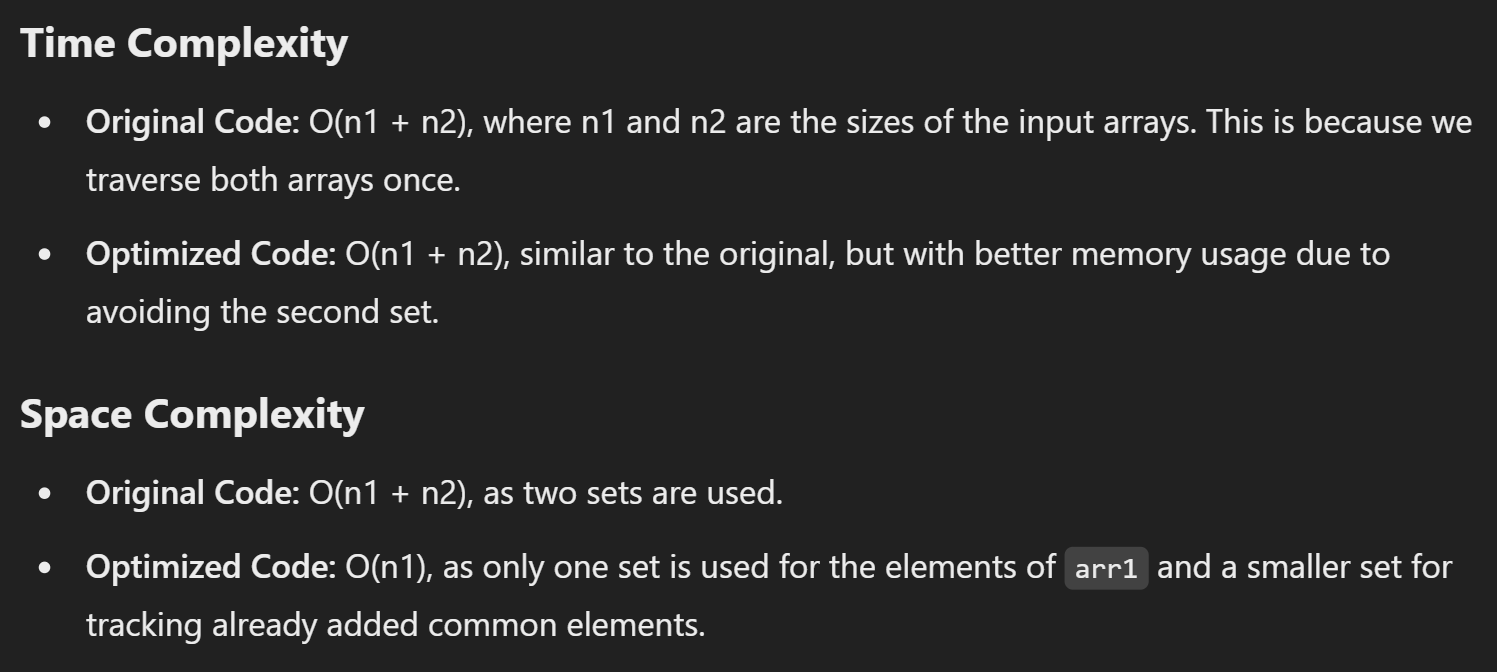 Time Complexity
• Original Code: O(n1 + n2), where n1 and n2 are the sizes of the input arrays. This is because we
traverse both arrays once.
• Optimized Code: O(n1 + n2), similar to the original, but with better memory usage due to
avoiding the second set.
Space Complexity
• Original Code: O(n1 + n2), as two sets are used.
• Optimized Code: O(n1), as only one set is used for the elements of arr1 and a smaller set for
tracking already added common elements.